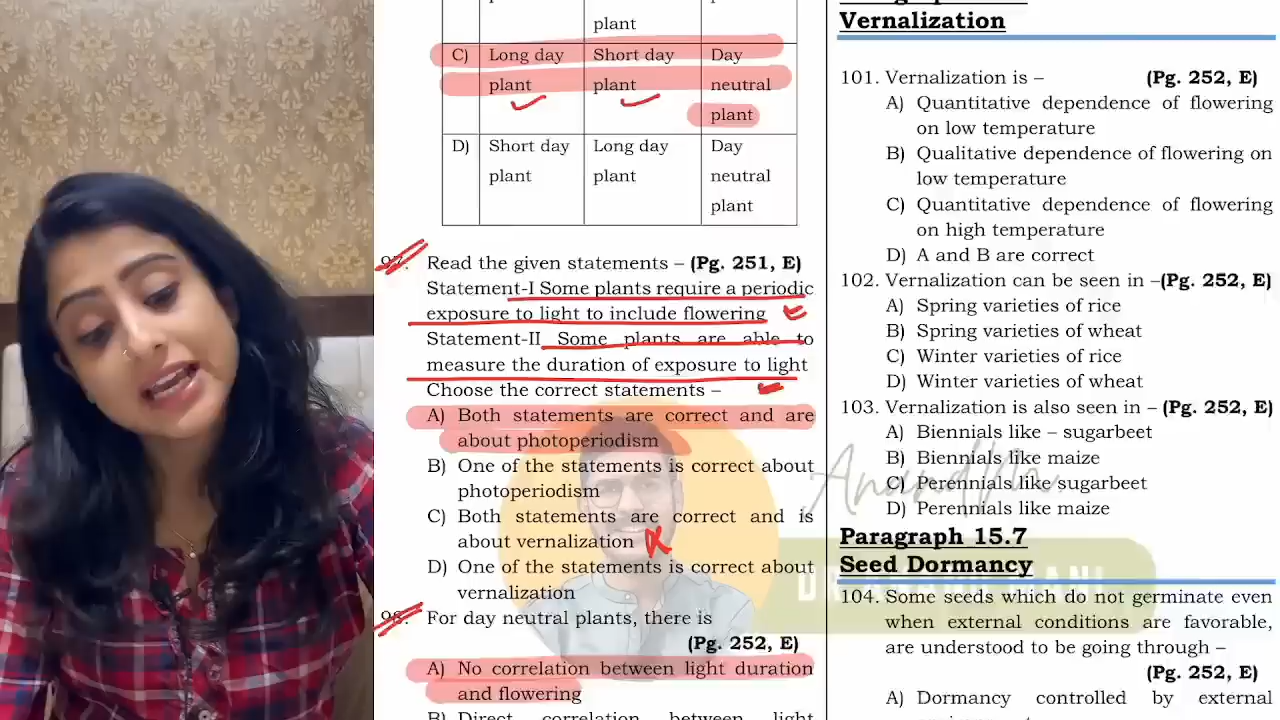 plant
C) Long day Short day Day
plant plant neutral
plant
D) Short day Long day Day
plant plant neutral
plant
97. Read the given statements – (Pg. 251, E)
Statement-I Some plants require a periodic
exposure to light to include flowering
Statement-II Some plants are able to
measure the duration of exposure to light
Choose the correct statements –
A) Both statements are correct and are
about photoperiodism
B) One of the statements is correct about
photoperiodism
C) Both statements are correct and is
about vernalization
D) One of the statements is correct about
vernalization
98. For day neutral plants, there is
(Pg. 252, E)
A) No correlation between light duration
and flowering
B) Direct correlation between light
Vernalization
101. Vernalization is – (Pg. 252, E)
A) Quantitative dependence of flowering
on low temperature
B) Qualitative dependence of flowering on
low temperature
C) Quantitative dependence of flowering
on high temperature
D) A and B are correct
102. Vernalization can be seen in –(Pg. 252, E)
A) Spring varieties of rice
B) Spring varieties of wheat
C) Winter varieties of rice
D) Winter varieties of wheat
103. Vernalization is also seen in – (Pg. 252, E)
A) Biennials like – sugarbeet
B) Biennials like maize
C) Perennials like sugarbeet
D) Perennials like maize
Paragraph 15.7
Seed Dormancy
104. Some seeds which do not germinate even
when external conditions are favorable,
are understood to be going through –
(Pg. 252, E)
A) Dormancy controlled by external